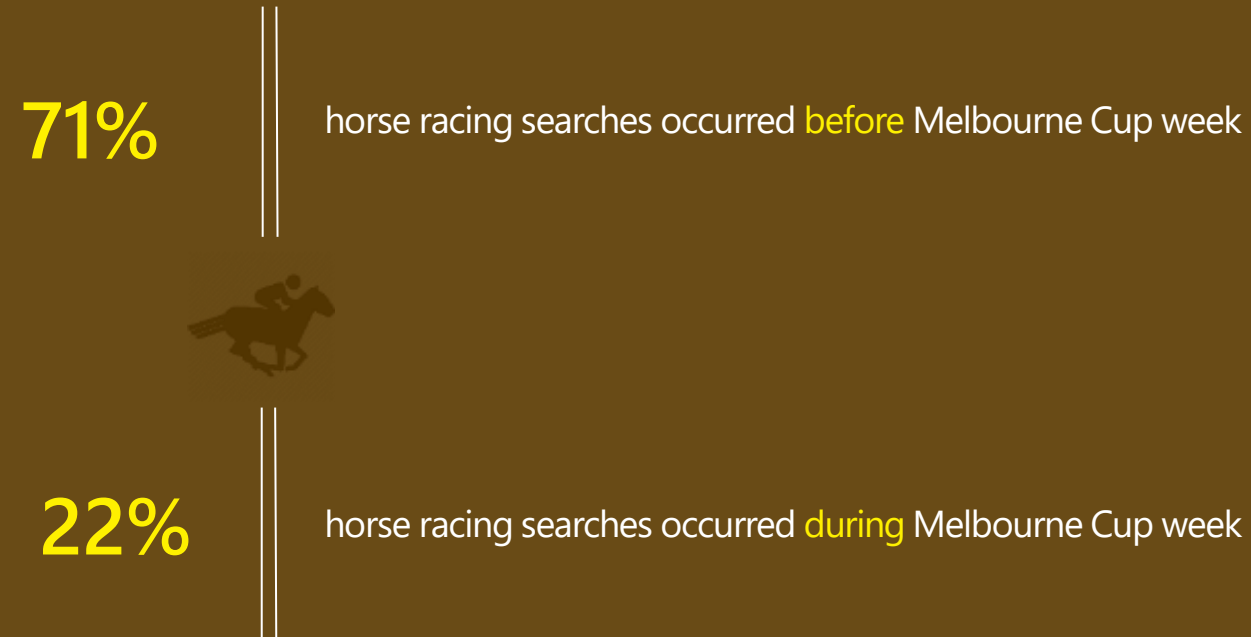 71%
horse racing searches occurred before Melbourne Cup week
22%
horse racing searches occurred during Melbourne Cup week